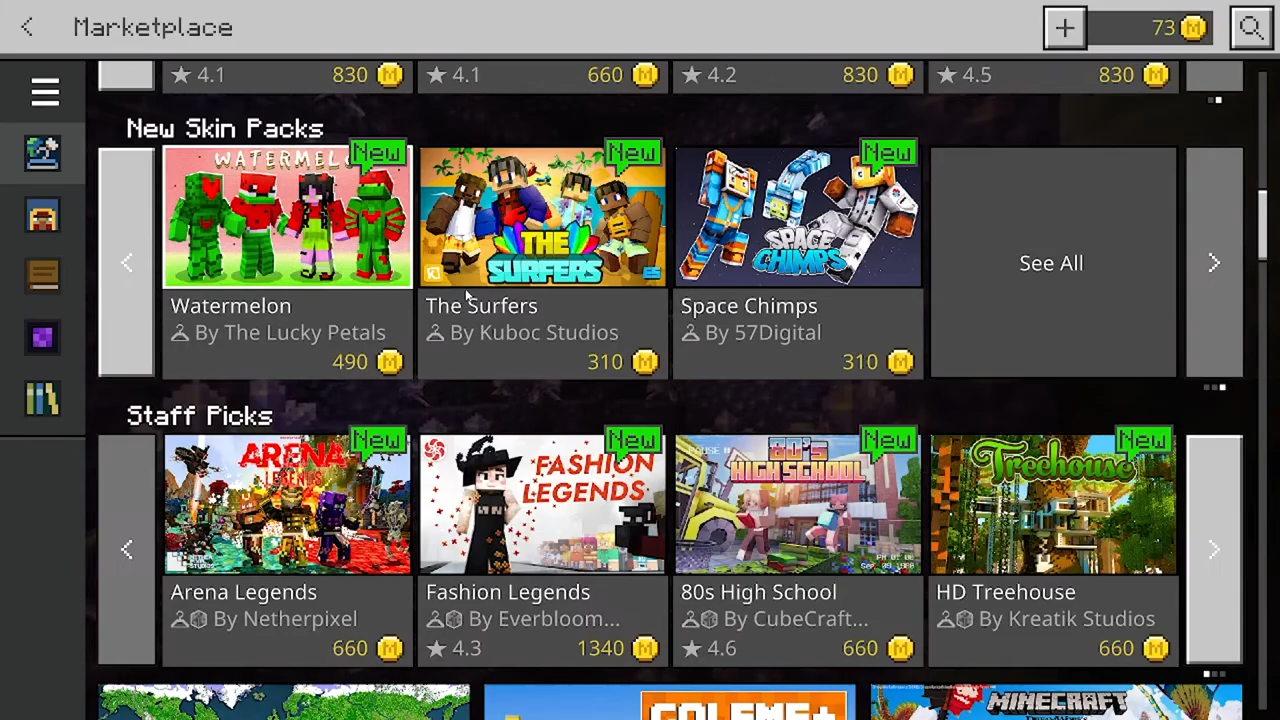 Marketplace
73
4.1
830
4.1
660
4.2
830
4.5
830
New Skin Packs
WATERMEL
New
THE SURFERS
New
SPACE CHIMPS
New
See All
Watermelon
By The Lucky Petals
490
The Surfers
By Kuboc Studios
310
Space Chimps
By 57Digital
310
Staff Picks
ARENA LEGENDS
New
FASHION LEGENDS
New
80's HIGH SCHOOL
PAUSE
New
Treehouse
New
Arena Legends
By Netherpixel
660
Fashion Legends
By Everbloom...
4.3
1340
80s High School
By CubeCraft...
4.6
660
HD Treehouse
By Kreatik Studios
660
GOLEMS+
MINECRAFT